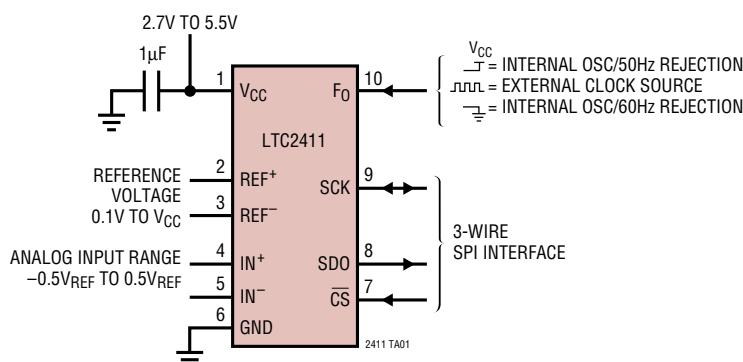 2.7V TO 5.5V
1µF
1
VCC
LTC2411
FO
10
VCC
= INTERNAL OSC/50Hz REJECTION
= EXTERNAL CLOCK SOURCE
= INTERNAL OSC/60Hz REJECTION
REFERENCE
VOLTAGE
0.1V TO VCC
2
REF+
3
REF–
SCK
9
ANALOG INPUT RANGE
–0.5VREF TO 0.5VREF
4
IN+
5
IN–
6
GND
SDO
8
CS
7
3-WIRE
SPI INTERFACE
2411 TA01